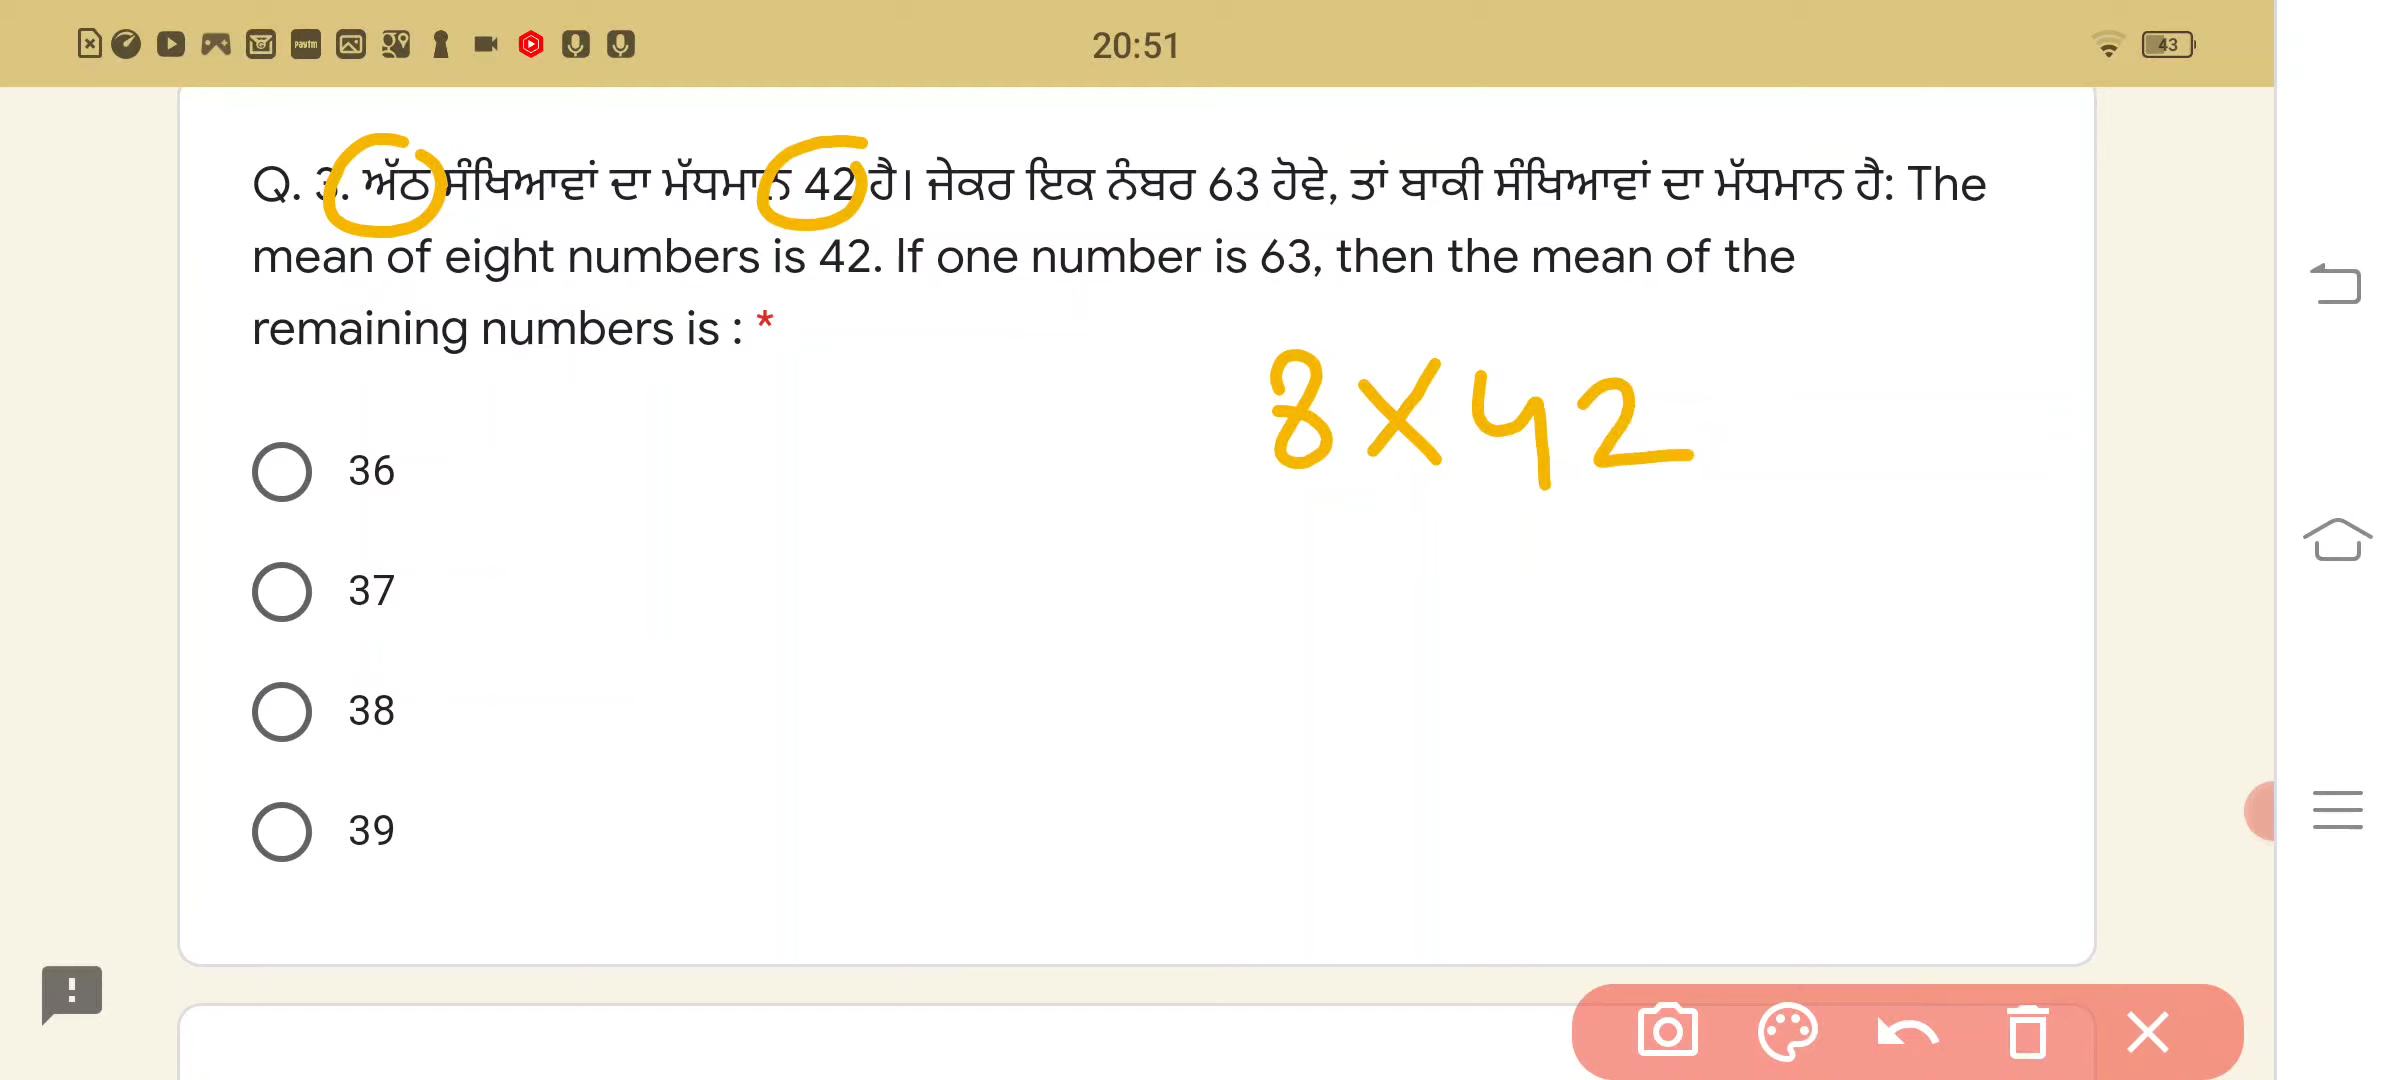 20:51
43
Paytm
Q. 3. ਅੱਠ ਸੰਖਿਆਵਾਂ ਦਾ ਮੱਧਮਾਨ 42 ਹੈ। ਜੇਕਰ ਇਕ ਨੰਬਰ 63 ਹੋਵੇ, ਤਾਂ ਬਾਕੀ ਸੰਖਿਆਵਾਂ ਦਾ ਮੱਧਮਾਨ ਹੈ: The
mean of eight numbers is 42. If one number is 63, then the mean of the
remaining numbers is : *
8 X 42
36
37
38
39